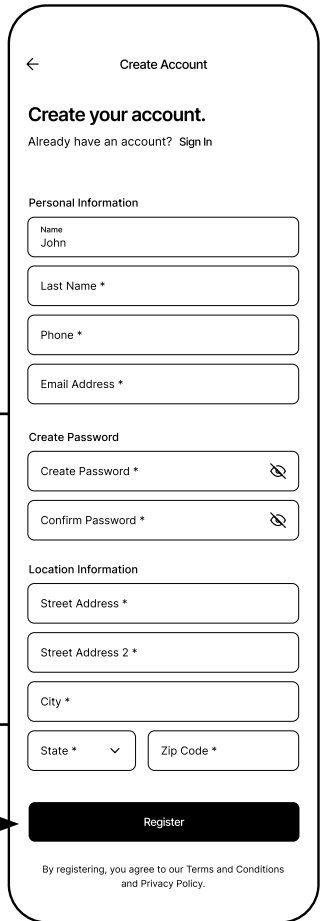 Create Account
Create your account.
Already have an account? Sign In
Personal Information
Name
John
Last Name *
Phone *
Email Address *
Create Password
Create Password *
Confirm Password *
Location Information
Street Address *
Street Address 2 *
City *
State * Zip Code *
Register
By registering, you agree to our Terms and Conditions
and Privacy Policy.